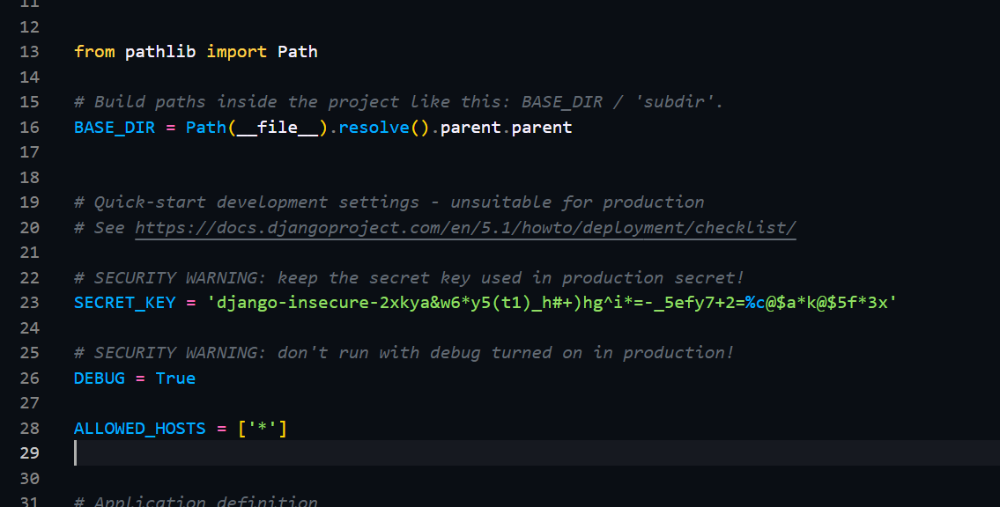 11
12
13 from pathlib import Path
14
15 # Build paths inside the project like this: BASE_DIR / 'subdir'.
16 BASE_DIR = Path(__file__).resolve().parent.parent
17
18
19 # Quick-start development settings - unsuitable for production
20 # See https://docs.djangoproject.com/en/5.1/howto/deployment/checklist/
21
22 # SECURITY WARNING: keep the secret key used in production secret!
23 SECRET_KEY = 'django-insecure-2xkya&w6*y5(t1)_h#+)hg^i*=-_5efy7+2=%c@$a*k@$5f*3x'
24
25 # SECURITY WARNING: don't run with debug turned on in production!
26 DEBUG = True
27
28 ALLOWED_HOSTS = ['*']
29
30
31 # Application definition